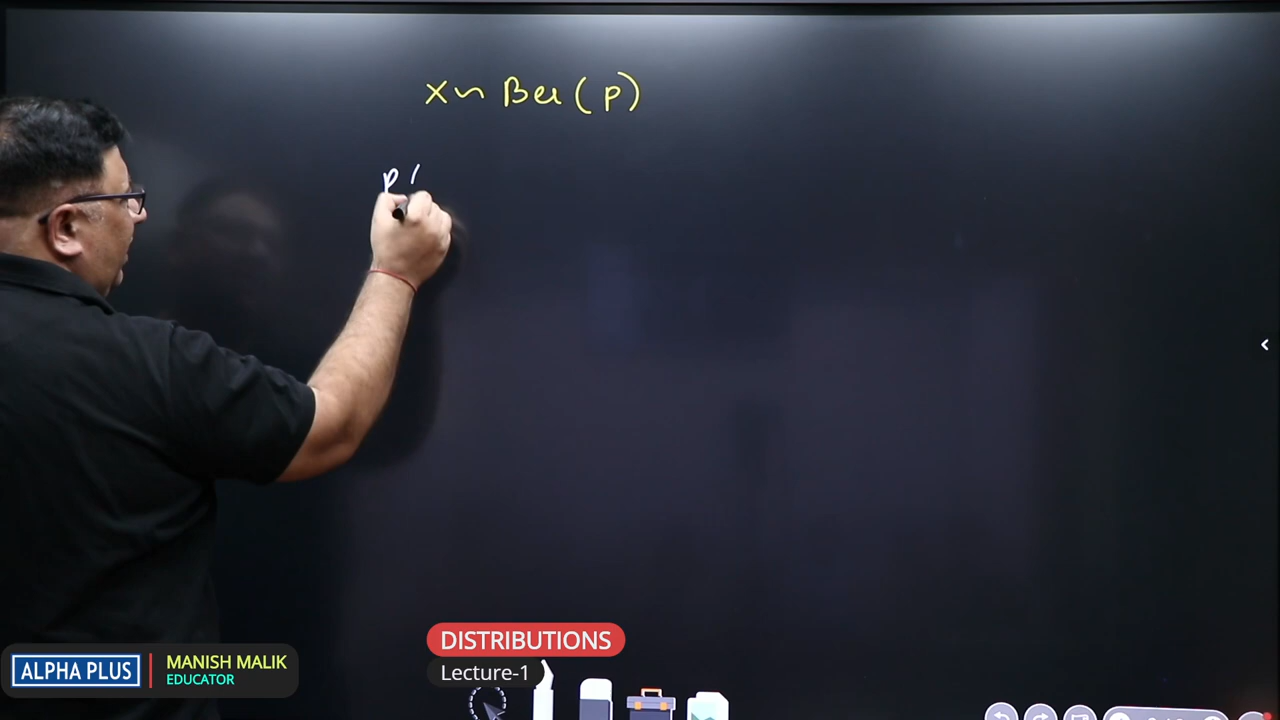 X ~ Ber(p)
p(
DISTRIBUTIONS
Lecture-1
ALPHA PLUS
MANISH MALIK
EDUCATOR